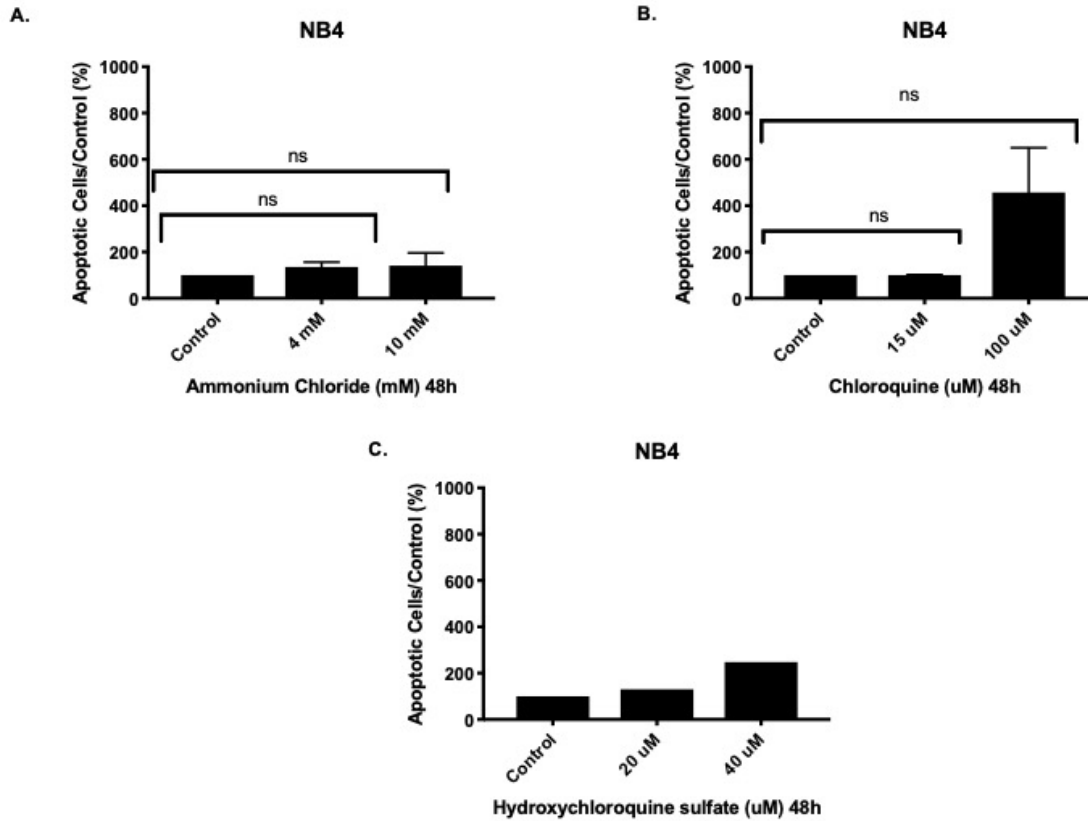 A.
NB4
Apoptotic Cells/Control (%)
1000
800
600
400
200
0
ns
ns
Control
4 mM
10 mM
Ammonium Chloride (mM) 48h
B.
NB4
Apoptotic Cells/Control (%)
1000
800
600
400
200
0
ns
ns
Control
15 uM
100 uM
Chloroquine (uM) 48h
C.
NB4
Apoptotic Cells/Control (%)
1000
800
600
400
200
0
Control
20 uM
40 uM
Hydroxychloroquine sulfate (uM) 48h